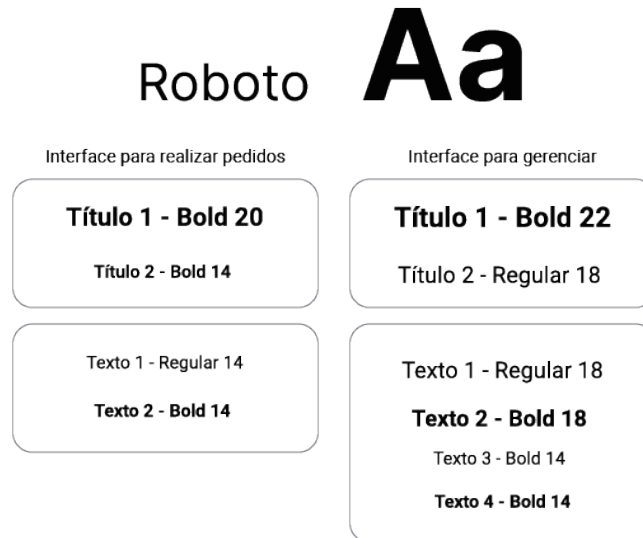 Roboto Aa
Interface para realizar pedidos
Título 1 - Bold 20
Título 2 - Bold 14
Texto 1 - Regular 14
Texto 2 - Bold 14
Interface para gerenciar
Título 1 - Bold 22
Título 2 - Regular 18
Texto 1 - Regular 18
Texto 2 - Bold 18
Texto 3 - Bold 14
Texto 4 - Bold 14